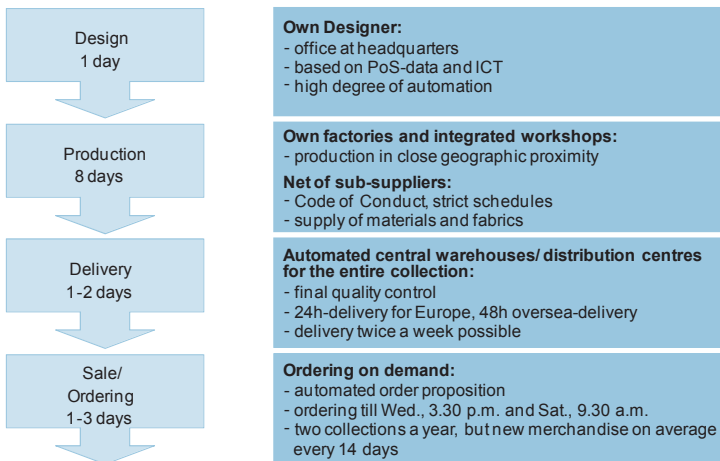 Design
1 day
Own Designer:
- office at headquarters
- based on PoS-data and ICT
- high degree of automation
Production
8 days
Own factories and integrated workshops:
- production in close geographic proximity
Net of sub-suppliers:
- Code of Conduct, strict schedules
- supply of materials and fabrics
Delivery
1-2 days
Automated central warehouses/ distribution centres
for the entire collection:
- final quality control
- 24h-delivery for Europe, 48h oversea-delivery
- delivery twice a week possible
Sale/
Ordering
1-3 days
Ordering on demand:
- automated order proposition
- ordering till Wed., 3.30 p.m. and Sat., 9.30 a.m.
- two collections a year, but new merchandise on average
every 14 days